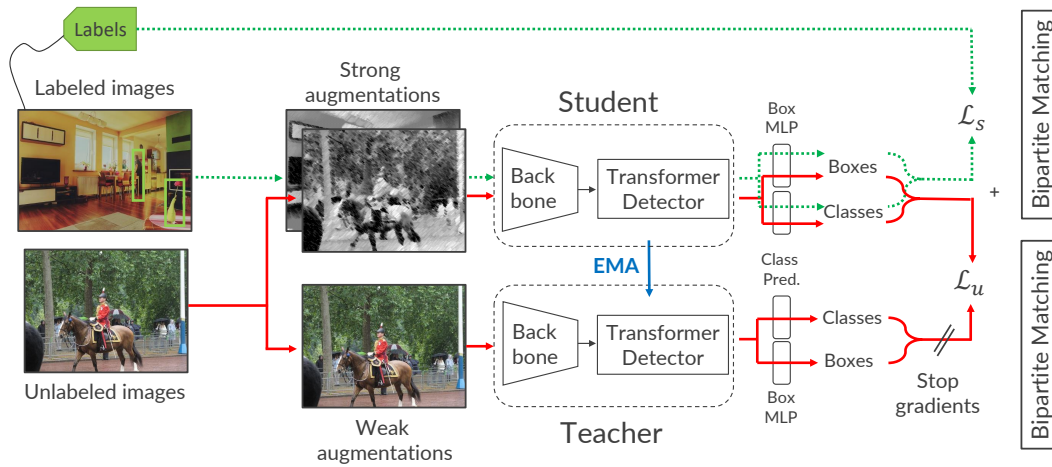 Labels
Labeled images
Strong
augmentations
Student
Box
MLP
Back
bone
Transformer
Detector
Boxes
Classes
ℒs
+
Bipartite Matching
EMA
Class
Pred.
Unlabeled images
Back
bone
Transformer
Detector
Classes
Boxes
ℒu
Box
MLP
Stop
gradients
Weak
augmentations
Teacher
Bipartite Matching